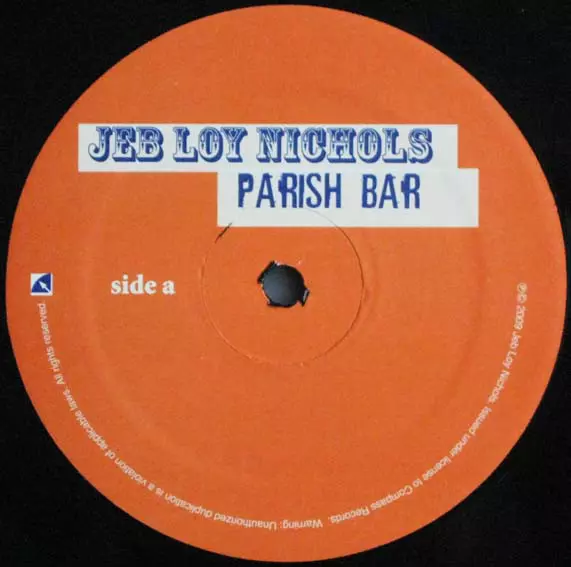 JEB LOY NICHOLS
PARISH BAR
side a
℗© 2009 Jeb Loy Nichols. Issued under license to Compass Records. Warning: Unauthorized duplication is a violation of applicable laws. All rights reserved.